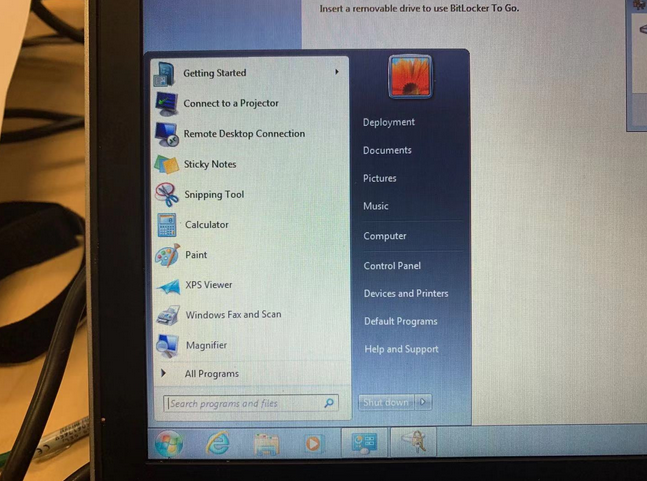 Insert a removable drive to use BitLocker To Go.
Getting Started
Connect to a Projector
Remote Desktop Connection
Sticky Notes
Snipping Tool
Calculator
Paint
XPS Viewer
Windows Fax and Scan
Magnifier
All Programs
Search programs and files
Deployment
Documents
Pictures
Music
Computer
Control Panel
Devices and Printers
Default Programs
Help and Support
Shut down